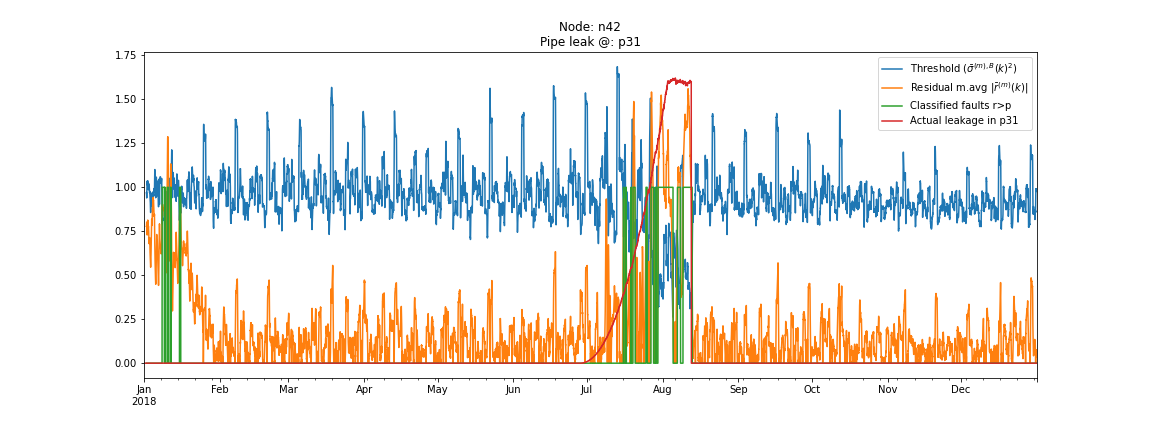 Node: n42
Pipe leak @: p31
1.75
1.50
1.25
1.00
0.75
0.50
0.25
0.00
Threshold (σ̄⁽ᵐ⁾,ᴮ(k)²)
Residual m.avg |r̄⁽ᵐ⁾(k)|
Classified faults r>p
Actual leakage in p31
Jan Feb Mar Apr May Jun Jul Aug Sep Oct Nov Dec
2018